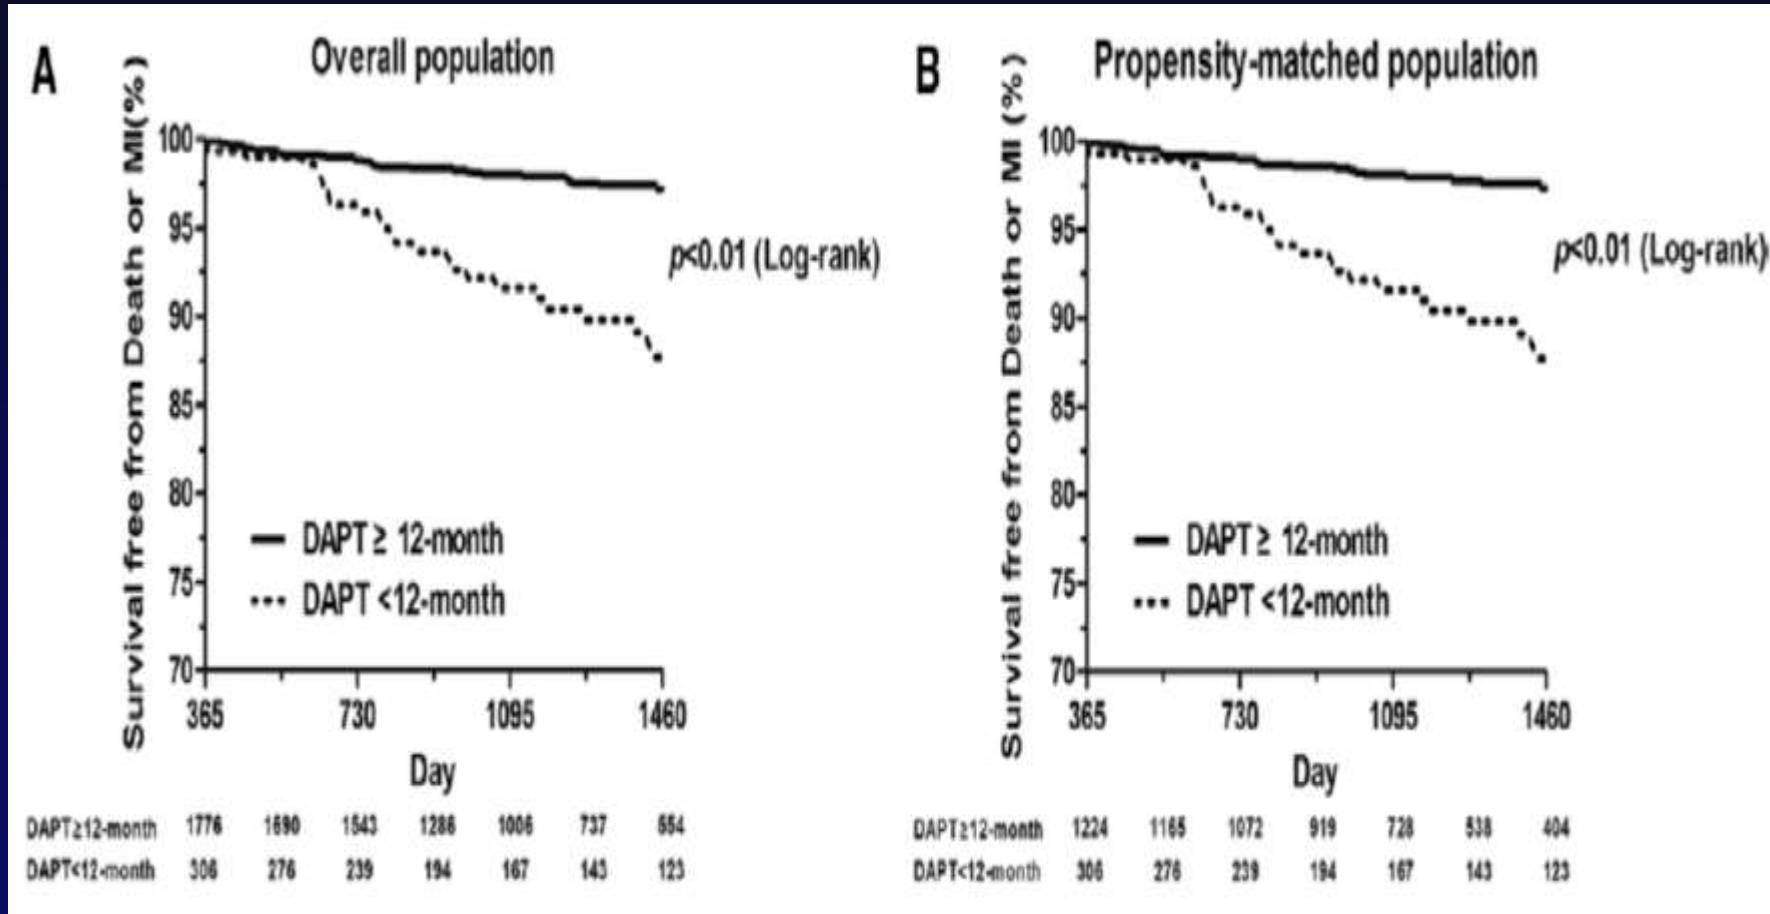 A
Overall population
Survival free from Death or MI(%)
100
95
90
85
80
75
70
p<0.01 (Log-rank)
DAPT ≥ 12-month
DAPT <12-month
365 730 1095 1460
Day
DAPT≥12-month 1776 1690 1543 1286 1006 737 554
DAPT<12-month 306 276 239 194 167 143 123
B
Propensity-matched population
Survival free from Death or MI (%)
100
95
90
85
80
75
70
p<0.01 (Log-rank)
DAPT ≥ 12-month
DAPT <12-month
365 730 1095 1460
Day
DAPT≥12-month 1224 1165 1072 919 728 538 404
DAPT<12-month 306 276 239 194 167 143 123